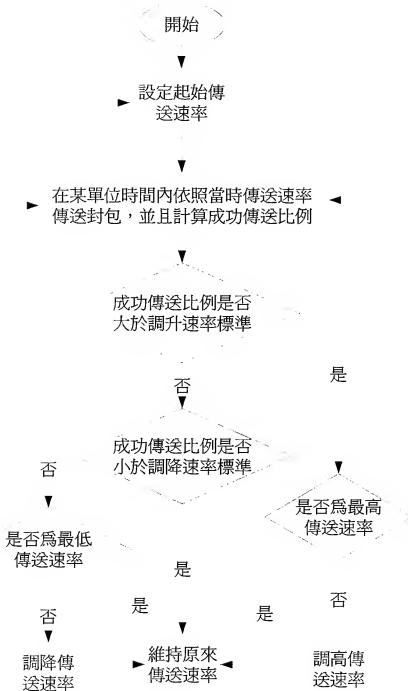 開始
設定起始傳
送速率
在某單位時間內依照當時傳送速率
傳送封包，並且計算成功傳送比例
成功傳送比例是否
大於調升速率標準
是
否
成功傳送比例是否
小於調降速率標準
否
是否爲最高
傳送速率
是否爲最低
傳送速率
是
否
是
是
否
調降傳
送速率
維持原來
傳送速率
調高傳
送速率